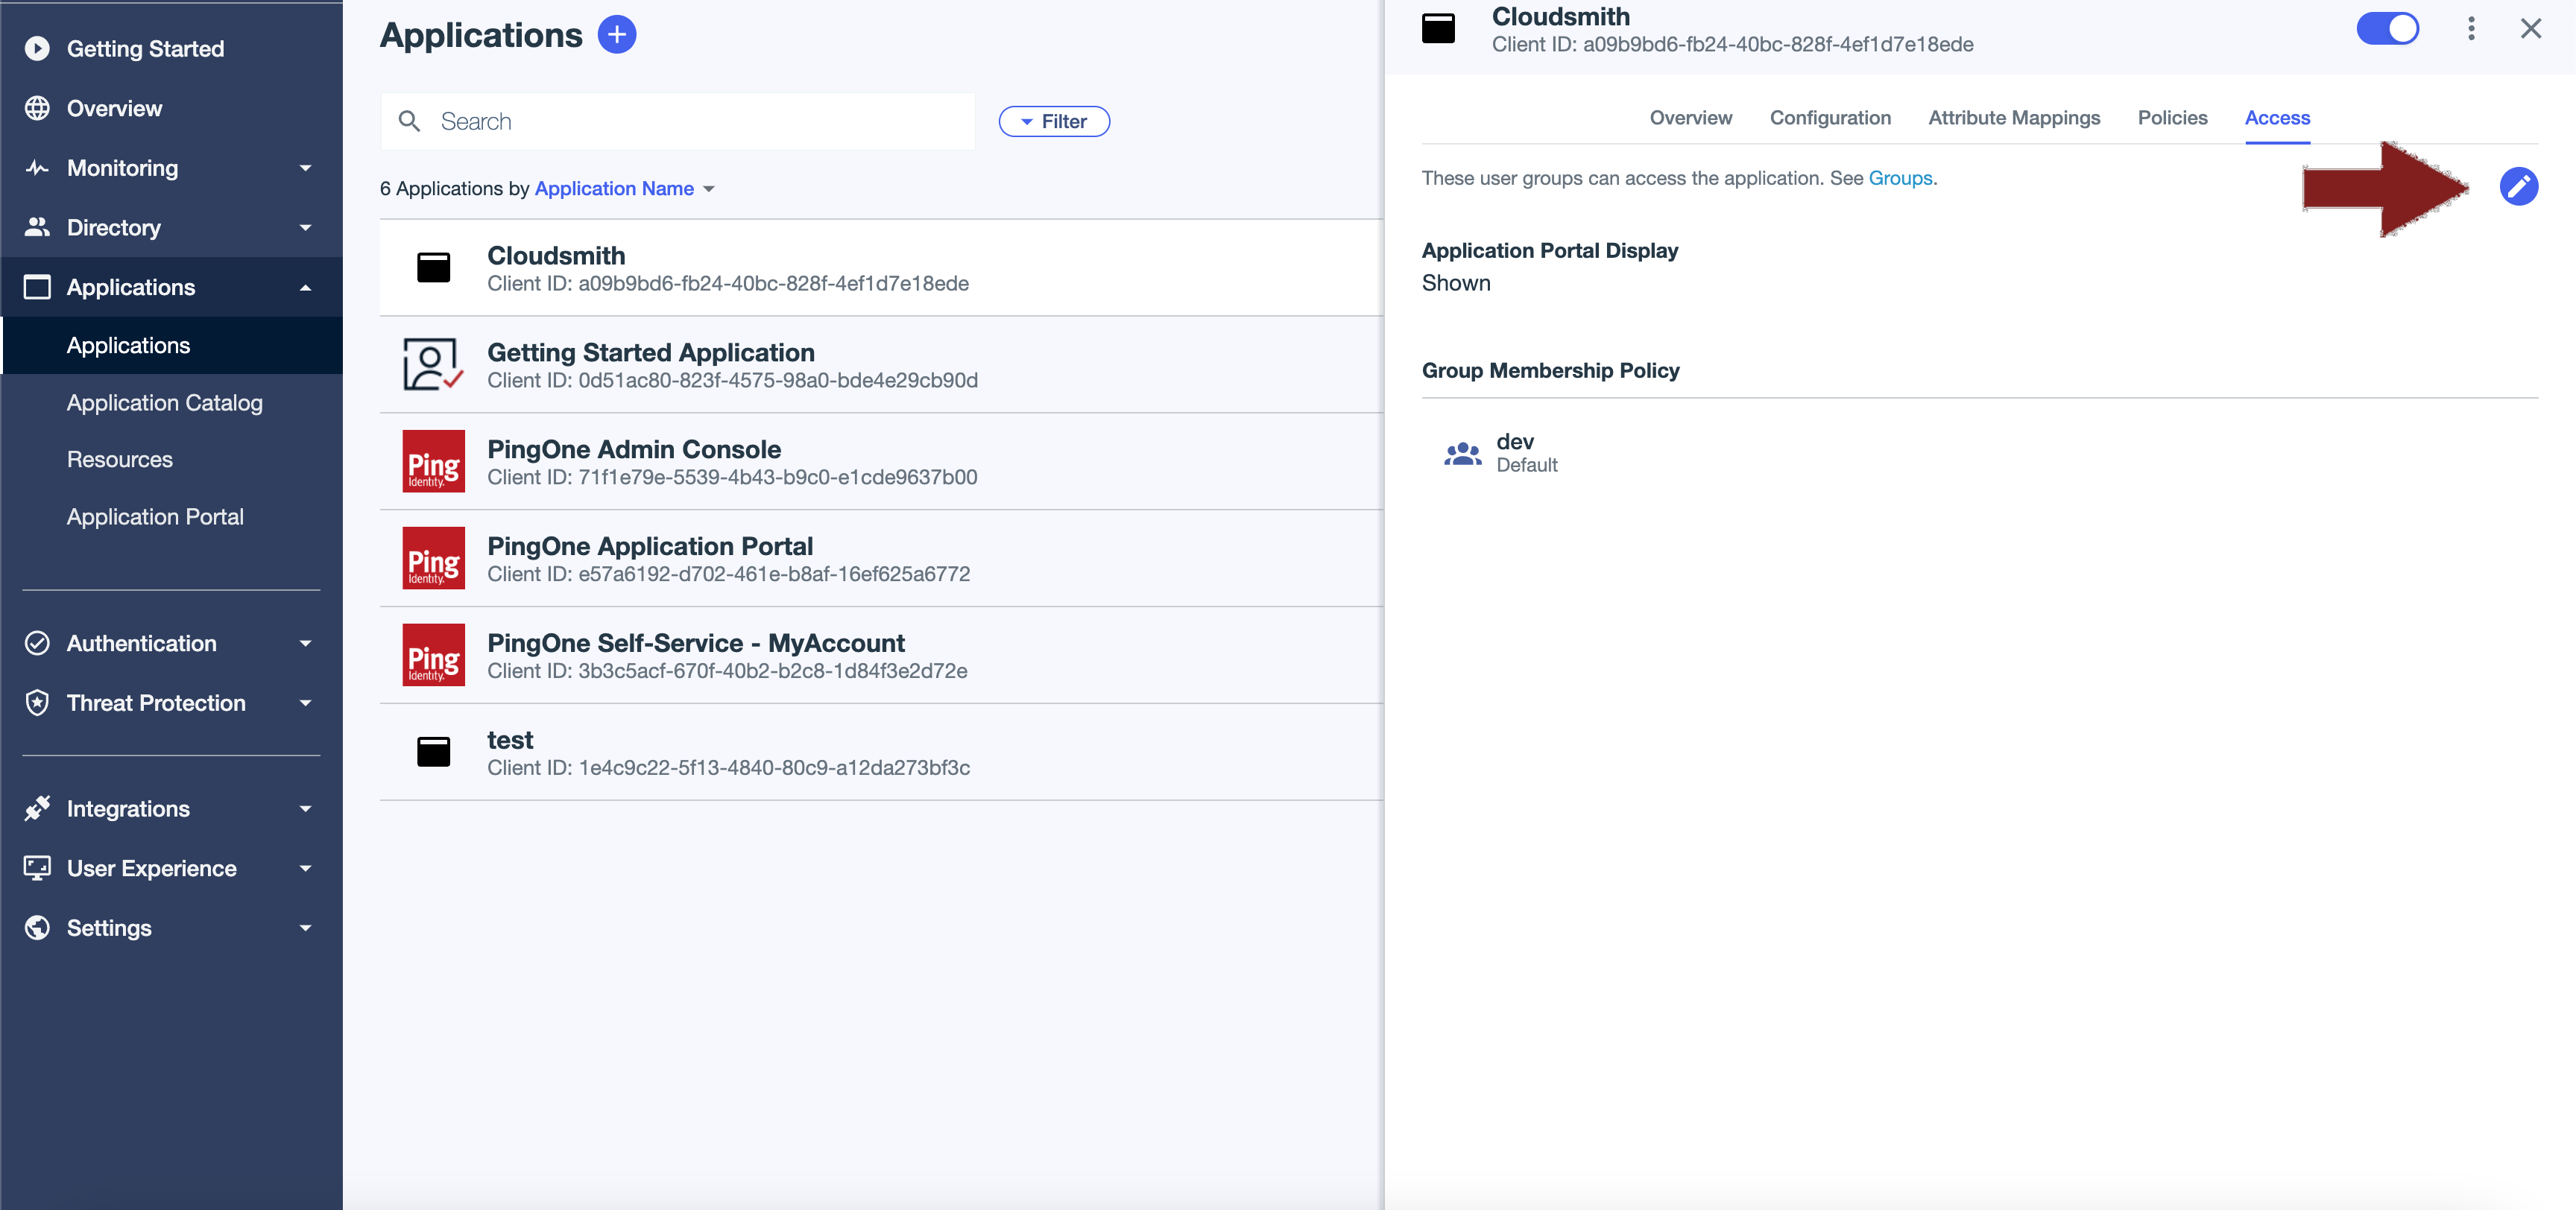 Getting Started
Overview
Monitoring
Directory
Applications
Applications
Application Catalog
Resources
Application Portal
Authentication
Threat Protection
Integrations
User Experience
Settings
Applications
Search
Filter
6 Applications by Application Name
Cloudsmith
Client ID: a09b9bd6-fb24-40bc-828f-4ef1d7e18ede
Getting Started Application
Client ID: 0d51ac80-823f-4575-98a0-bde4e29cb90d
Ping
Identity.
PingOne Admin Console
Client ID: 71f1e79e-5539-4b43-b9c0-e1cde9637b00
Ping
Identity.
PingOne Application Portal
Client ID: e57a6192-d702-461e-b8af-16ef625a6772
Ping
Identity.
PingOne Self-Service - MyAccount
Client ID: 3b3c5acf-670f-40b2-b2c8-1d84f3e2d72e
test
Client ID: 1e4c9c22-5f13-4840-80c9-a12da273bf3c
Cloudsmith
Client ID: a09b9bd6-fb24-40bc-828f-4ef1d7e18ede
Overview Configuration Attribute Mappings Policies Access
These user groups can access the application. See Groups.
Application Portal Display
Shown
Group Membership Policy
dev
Default